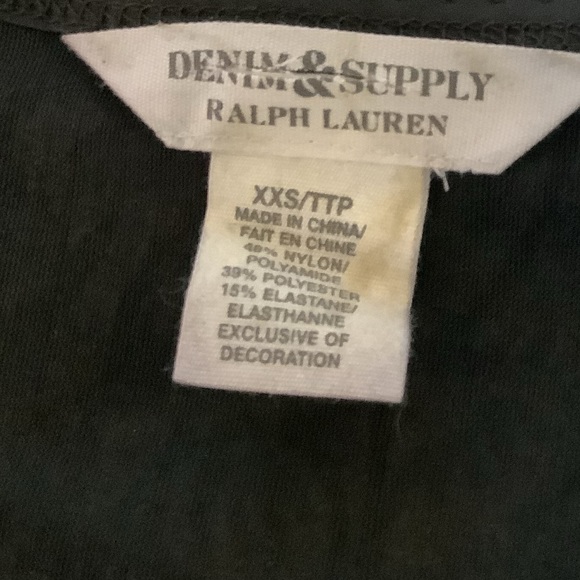 DENIM & SUPPLY
RALPH LAUREN
XXS/TTP
MADE IN CHINA/
FAIT EN CHINE
46% NYLON/
POLYAMIDE
39% POLYESTER
15% ELASTANE/
ELASTHANNE
EXCLUSIVE OF
DECORATION